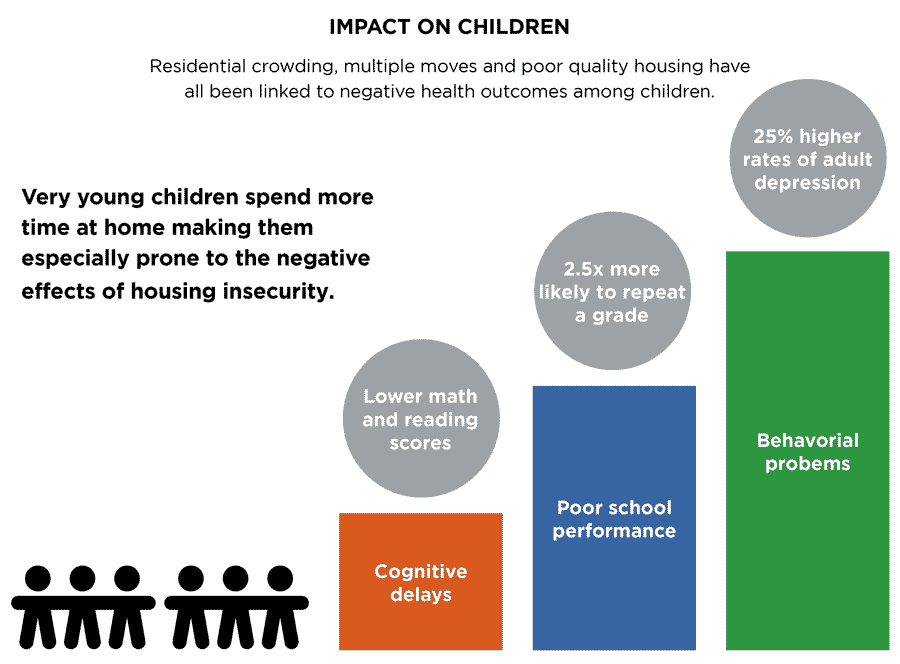 IMPACT ON CHILDREN
Residential crowding, multiple moves and poor quality housing have
all been linked to negative health outcomes among children.
Very young children spend more
time at home making them
especially prone to the negative
effects of housing insecurity.
Lower math
and reading
scores
Cognitive
delays
2.5x more
likely to repeat
a grade
Poor school
performance
25% higher
rates of adult
depression
Behavorial
probems